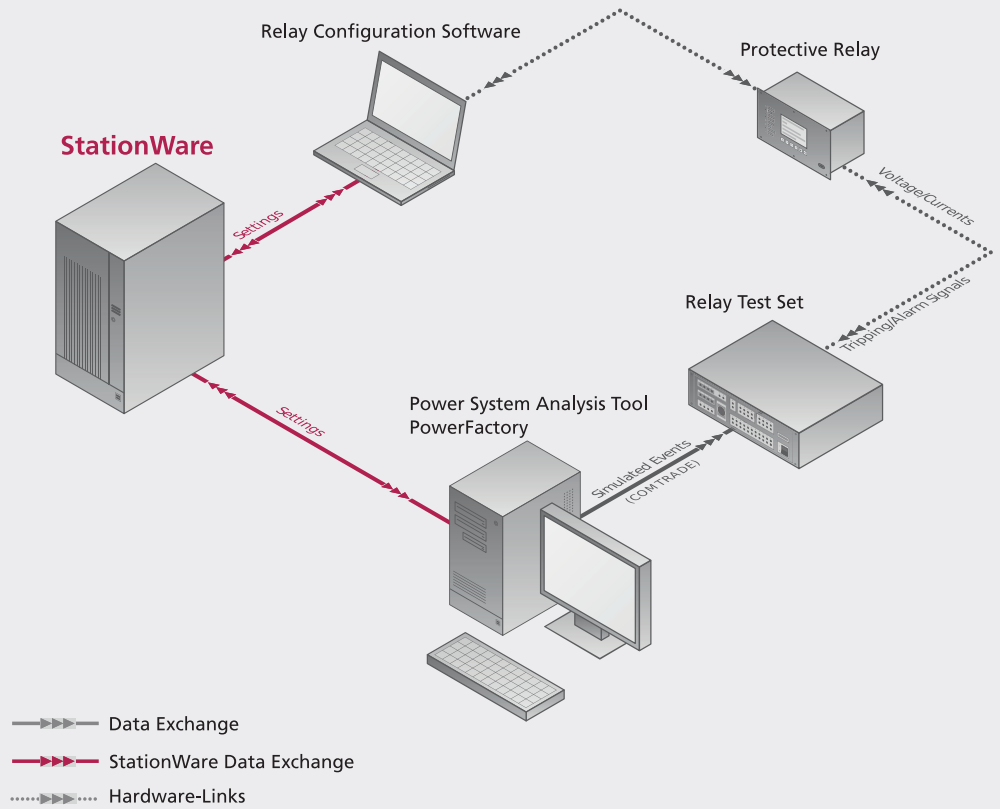 Relay Configuration Software
Protective Relay
StationWare
Settings
Voltage/Currents
Relay Test Set
Tripping/Alarm Signals
Power System Analysis Tool
PowerFactory
Settings
Simulated Events
(COMTRADE)
Data Exchange
StationWare Data Exchange
Hardware-Links